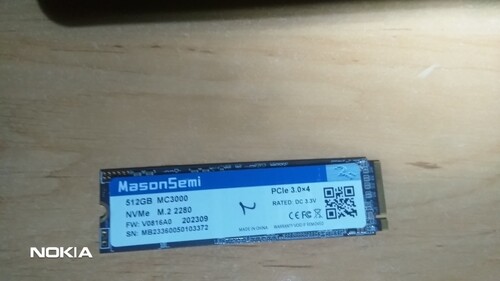 MasonSemi
512GB MC3000
NVMe M.2 2280
FW: V0816A0 202309
SN: MB23360050103372
PCIe 3.0×4
RATED: DC 3.3V
MADE IN CHINA
NOKIA